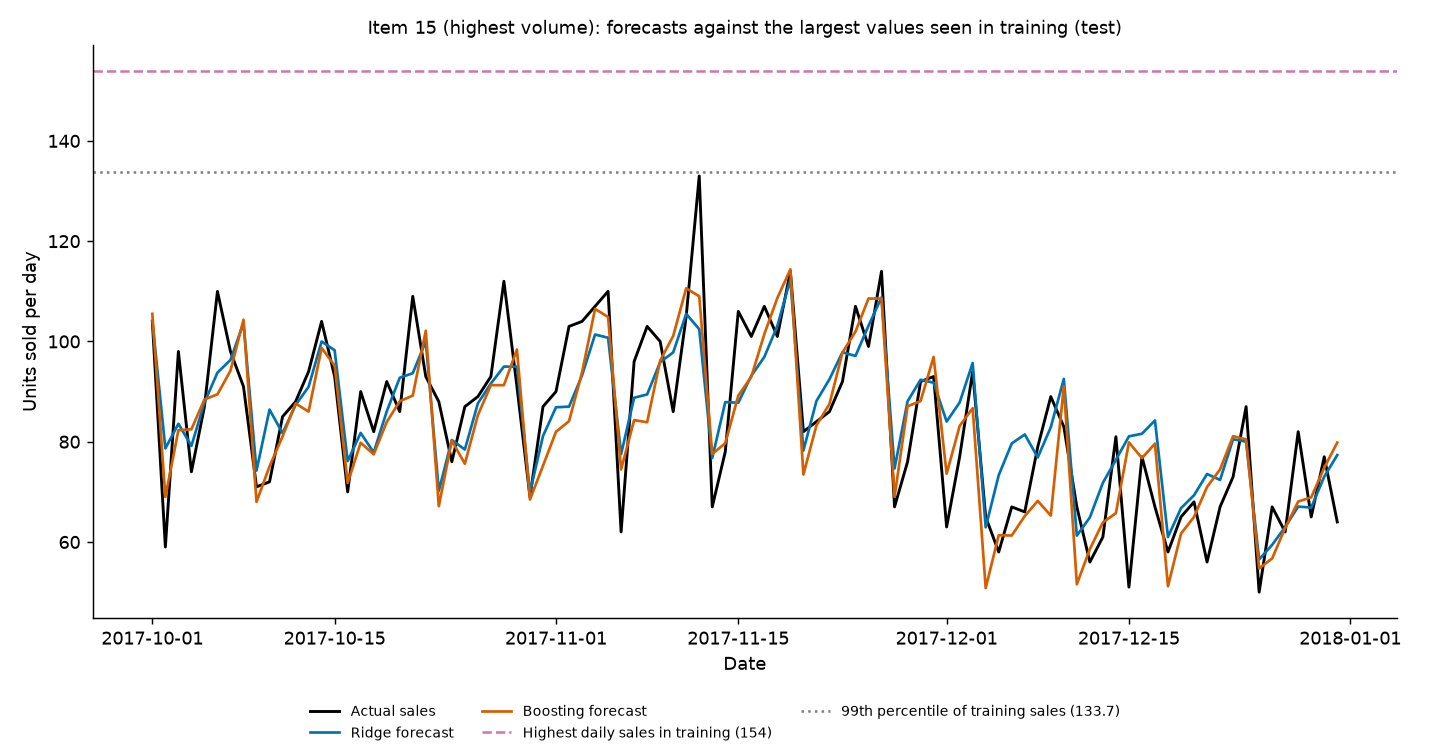 Item 15 (highest volume): forecasts against the largest values seen in training (test)
Units sold per day
140
120
100
80
60
2017-10-01
2017-10-15
2017-11-01
2017-11-15
2017-12-01
2017-12-15
2018-01-01
Date
Actual sales
Ridge forecast
Boosting forecast
Highest daily sales in training (154)
99th percentile of training sales (133.7)